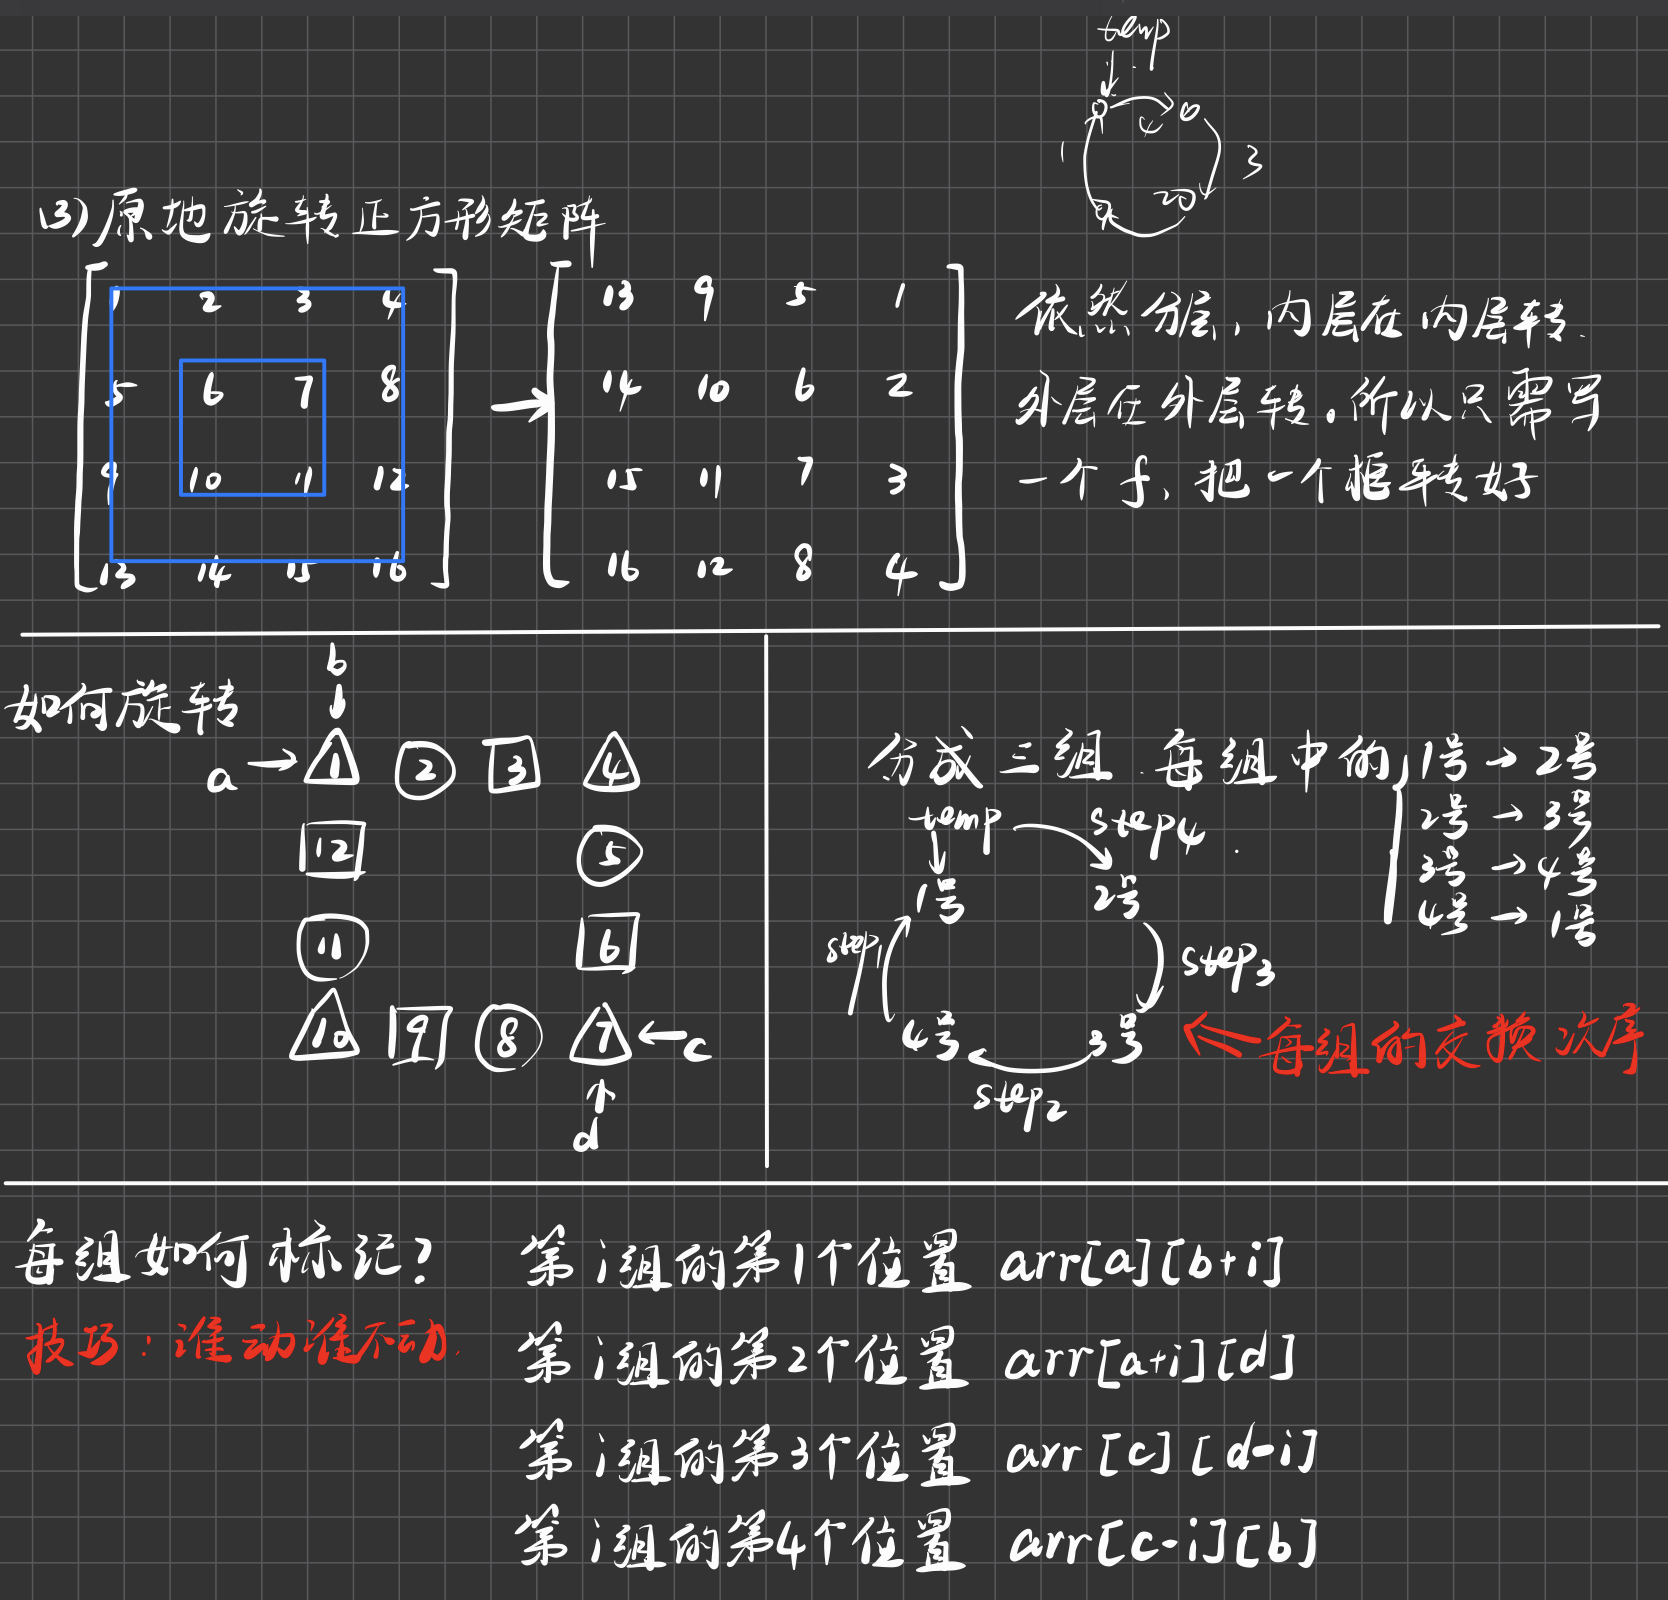 temp
4
1
3
(3) 原地旋转正方形矩阵
1 2 3 4
5 6 7 8
9 10 11 12
13 14 15 16
13 9 5 1
14 10 6 2
15 11 7 3
16 12 8 4
依然分层，内层在内层转.
外层在外层转。所以只需写
一个f，把一个框转好
如何旋转
b
a → 1 2 3 4
12 5
11 6
10 9 8 7 ← c
d
分成三组.每组中的 1号 → 2号
2号 → 3号
3号 → 4号
4号 → 1号
temp step4
1号 2号
step1 step3
4号 3号
step2
每组的交换次序
每组如何标记?
技巧：谁动谁不动.
第i组的第1个位置 arr[a][b+i]
第i组的第2个位置 arr[a+i][d]
第i组的第3个位置 arr[c][d-i]
第i组的第4个位置 arr[c-i][b]